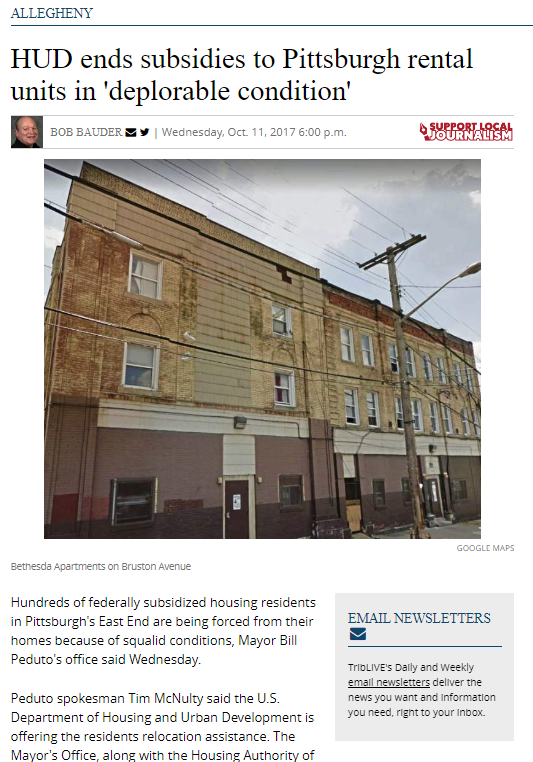 ALLEGHENY
HUD ends subsidies to Pittsburgh rental
units in 'deplorable condition'
BOB BAUDER | Wednesday, Oct. 11, 2017 6:00 p.m.
SUPPORT LOCAL
JOURNALISM
GOOGLE MAPS
Bethesda Apartments on Bruston Avenue
Hundreds of federally subsidized housing residents
in Pittsburgh's East End are being forced from their
homes because of squalid conditions, Mayor Bill
Peduto's office said Wednesday.
Peduto spokesman Tim McNulty said the U.S.
Department of Housing and Urban Development is
offering the residents relocation assistance. The
Mayor's Office, along with the Housing Authority of
EMAIL NEWSLETTERS
TribLIVE's Daily and Weekly
email newsletters deliver the
news you want and information
you need, right to your inbox.